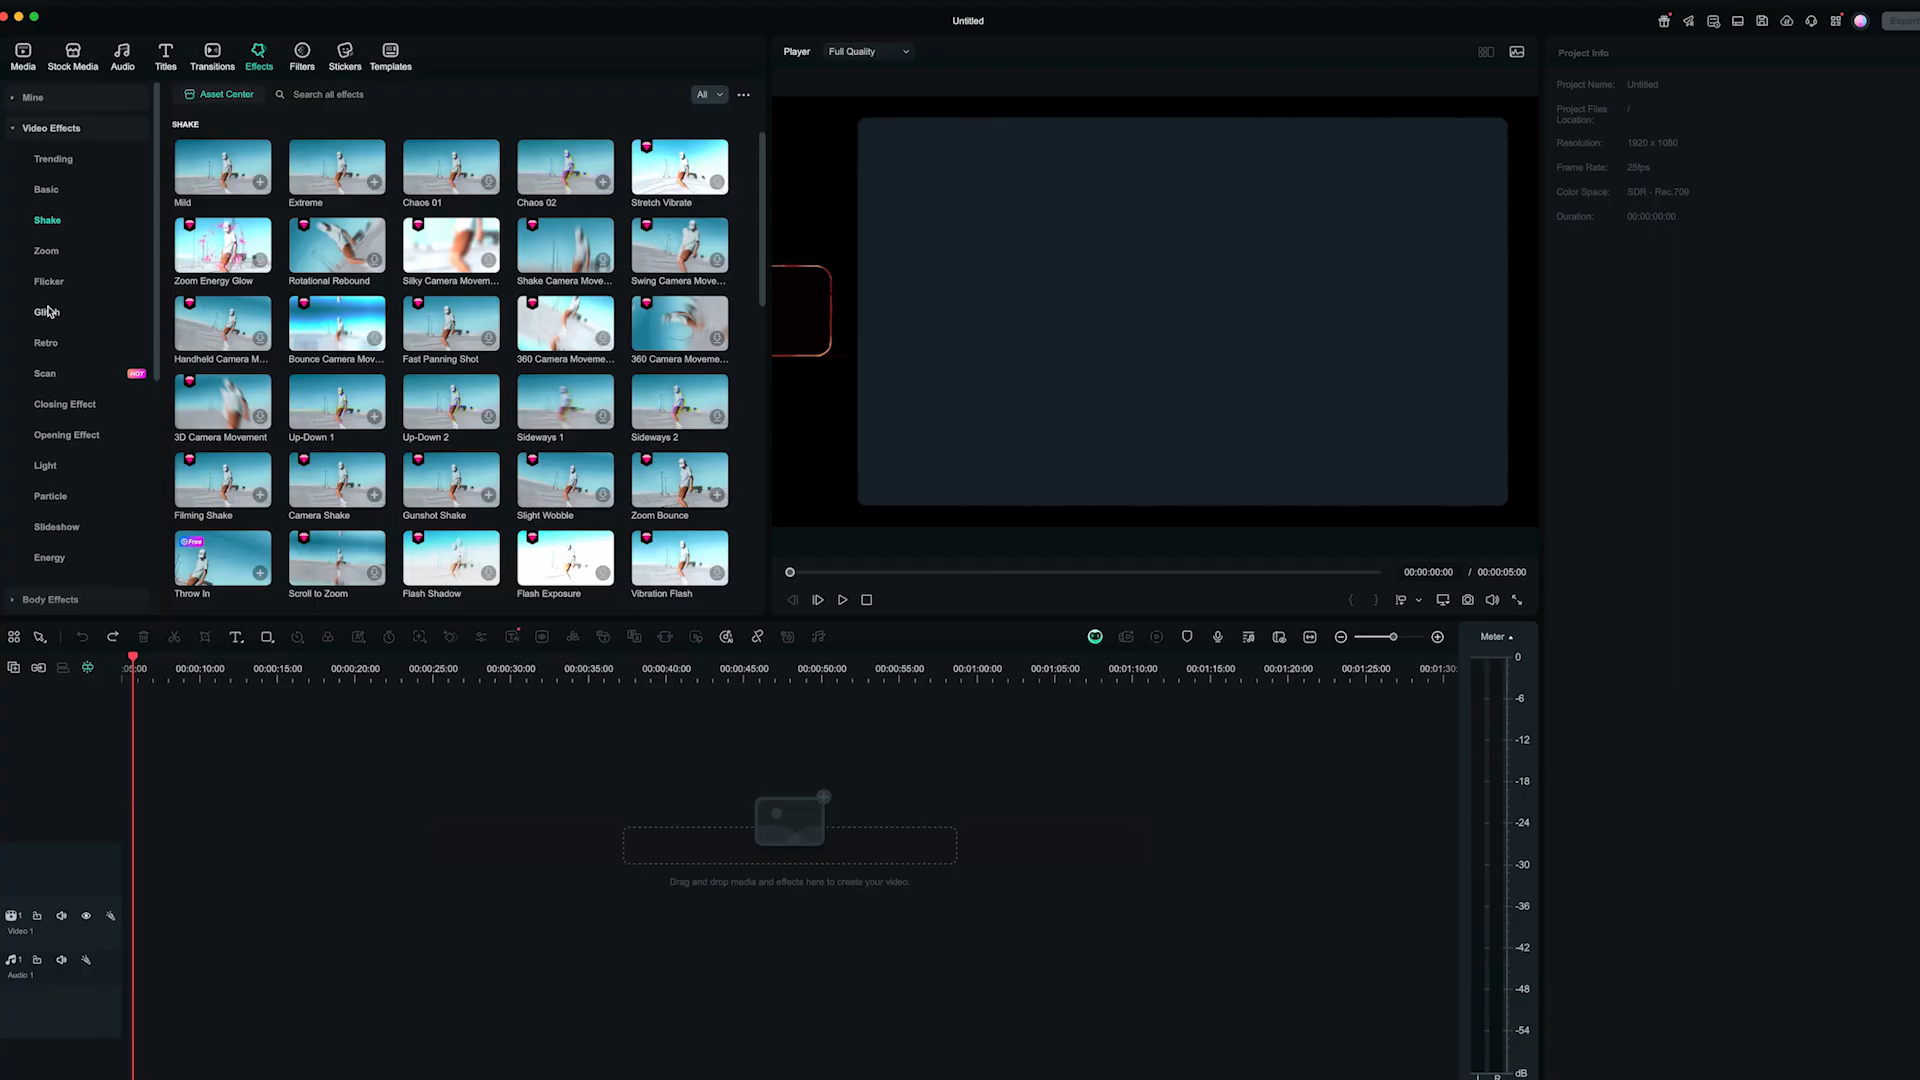 Untitled
Media
Stock Media
Audio
Titles
Transitions
Effects
Filters
Stickers
Templates
Player
Full Quality
Project Info
Mine
Video Effects
Trending
Basic
Shake
Zoom
Flicker
Glitch
Retro
Scan
HOT
Closing Effect
Opening Effect
Light
Particle
Slideshow
Energy
Body Effects
Asset Center
Search all effects
All
SHAKE
Mild
Extreme
Chaos 01
Chaos 02
Stretch Vibrate
Zoom Energy Glow
Rotational Rebound
Silky Camera Movem...
Shake Camera Move...
Swing Camera Move...
Handheld Camera M...
Bounce Camera Mov...
Fast Panning Shot
360 Camera Moveme...
360 Camera Moveme...
3D Camera Movement
Up-Down 1
Up-Down 2
Sideways 1
Sideways 2
Filming Shake
Camera Shake
Gunshot Shake
Slight Wobble
Zoom Bounce
Free
Throw In
Scroll to Zoom
Flash Shadow
Flash Exposure
Vibration Flash
Project Name: Untitled
Project Files Location: /
Resolution: 1920 x 1080
Frame Rate: 25fps
Color Space: SDR - Rec.709
Duration: 00:00:00:00
00:00:00:00 / 00:00:05:00
Meter
:05:00 00:00:10:00 00:00:15:00 00:00:20:00 00:00:25:00 00:00:30:00 00:00:35:00 00:00:40:00 00:00:45:00 00:00:50:00 00:00:55:00 00:01:00:00 00:01:05:00 00:01:10:00 00:01:15:00 00:01:20:00 00:01:25:00 00:01:30:
Drag and drop media and effects here to create your video.
1
Video 1
1
Audio 1
0
-6
-12
-18
-24
-30
-36
-42
-48
-54
dB